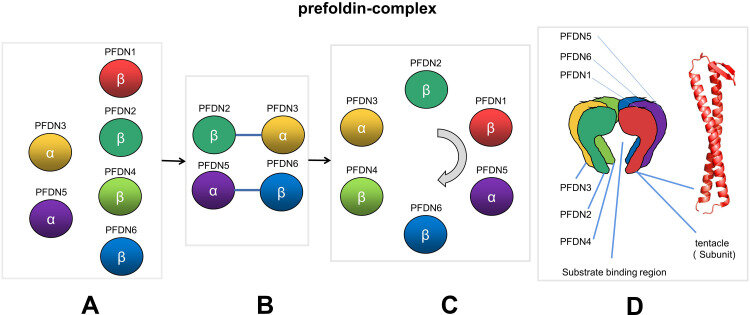 prefoldin-complex
PFDN1
β
PFDN2
β
PFDN3
α
PFDN4
β
PFDN5
α
PFDN6
β
A
PFDN2
β
PFDN3
α
PFDN5
α
PFDN6
β
B
PFDN2
β
PFDN3
α
PFDN1
β
PFDN4
β
PFDN5
α
PFDN6
β
C
PFDN5
PFDN6
PFDN1
PFDN3
PFDN2
PFDN4
Substrate binding region
tentacle
( Subunit)
D